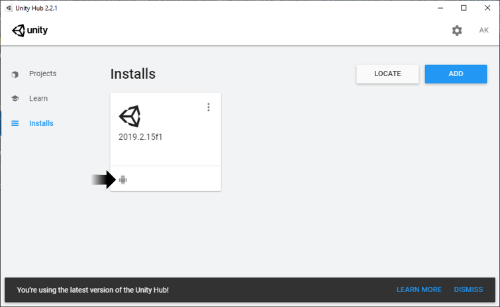 Unity Hub 2.2.1
unity
AK
Projects
Learn
Installs
Installs
LOCATE
ADD
2019.2.15f1
You're using the latest version of the Unity Hub!
LEARN MORE
DISMISS